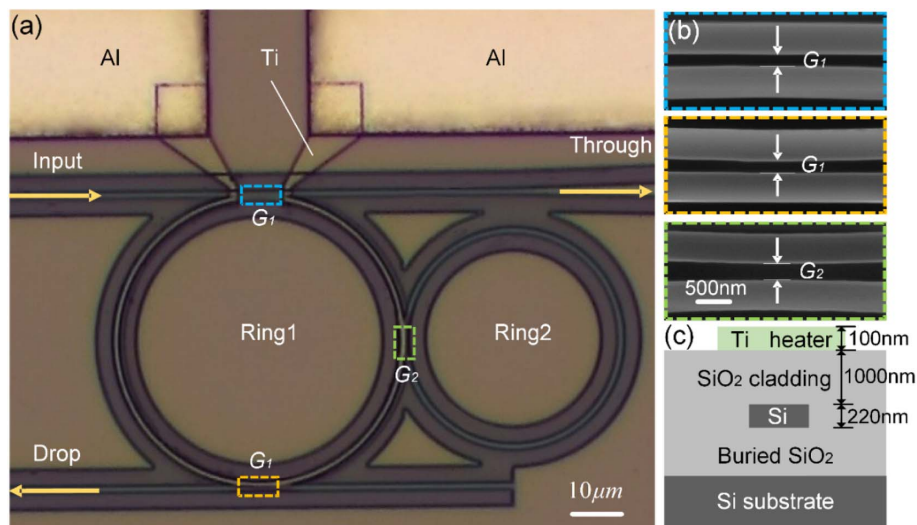 (a)
Al
Ti
Al
Input
Through
G₁
Ring1
Ring2
G₂
Drop
G₁
10μm
(b)
G₁
G₁
G₂
500nm
(c)
Ti heater
100nm
SiO₂ cladding
1000nm
Si
220nm
Buried SiO₂
Si substrate